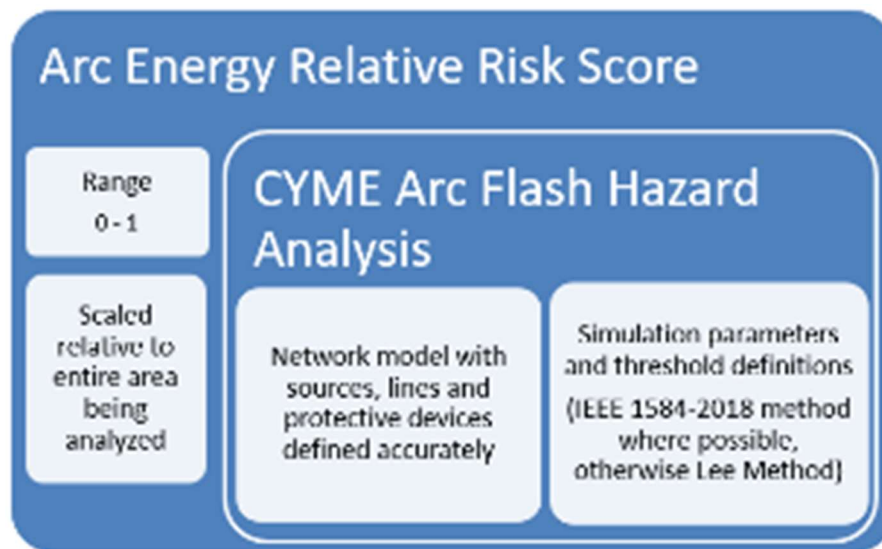 Arc Energy Relative Risk Score
Range
0 - 1
Scaled
relative to
entire area
being
analyzed
CYME Arc Flash Hazard
Analysis
Network model with
sources, lines and
protective devices
defined accurately
Simulation parameters
and threshold definitions
(IEEE 1584-2018 method
where possible,
otherwise Lee Method)